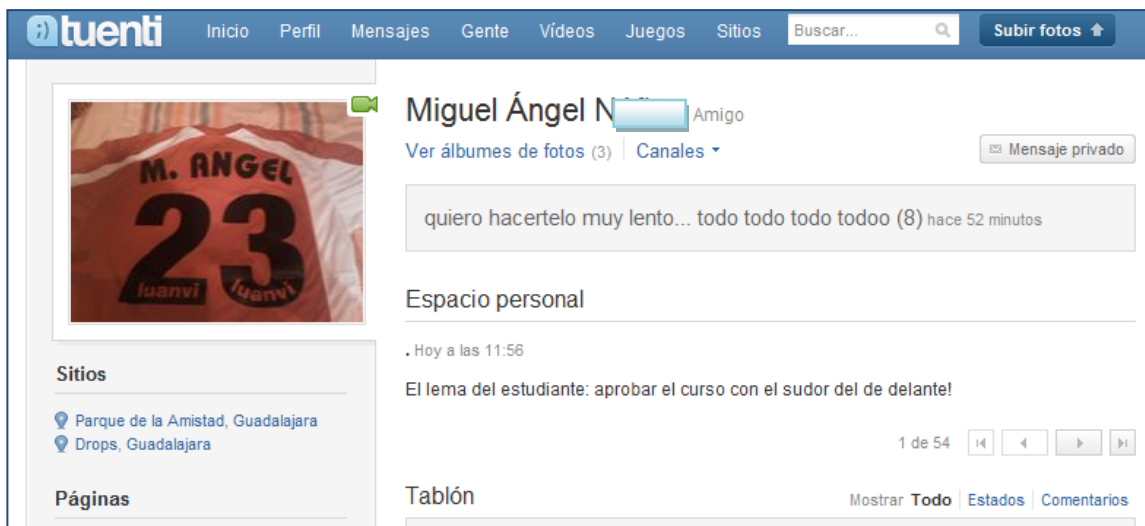 tuenti Inicio Perfil Mensajes Gente Vídeos Juegos Sitios Buscar... Subir fotos
Miguel Ángel Amigo
Ver álbumes de fotos (3) Canales Mensaje privado
M. ANGEL
23
luanvi luanvi
quiero hacertelo muy lento... todo todo todo todoo (8) hace 52 minutos
Espacio personal
. Hoy a las 11:56
El lema del estudiante: aprobar el curso con el sudor del de delante!
1 de 54
Sitios
Parque de la Amistad, Guadalajara
Drops, Guadalajara
Páginas
Tablón Mostrar Todo Estados Comentarios